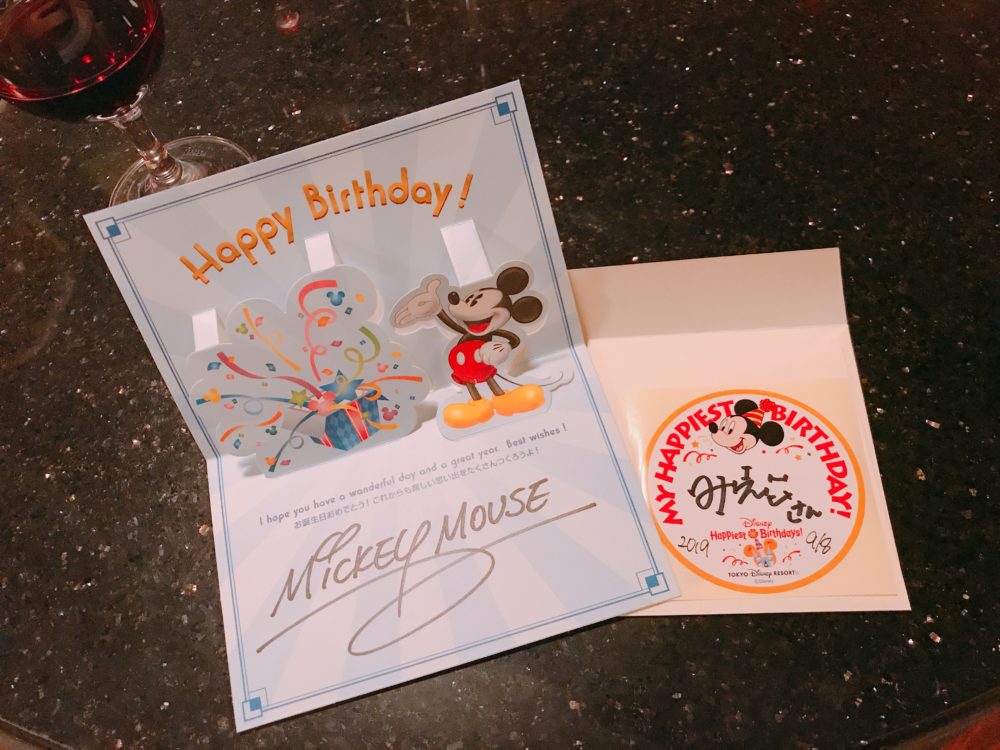 Happy Birthday!
I hope you have a wonderful day and a great year. Best wishes!
お誕生日おめでとう！これからも楽しい思い出をたくさんつくろうよ！
MICKEY MOUSE
MY HAPPIEST BIRTHDAY!
さん
Disney
Happiest Birthdays!
2019
9/8
TOKYO DISNEY RESORT
©Disney